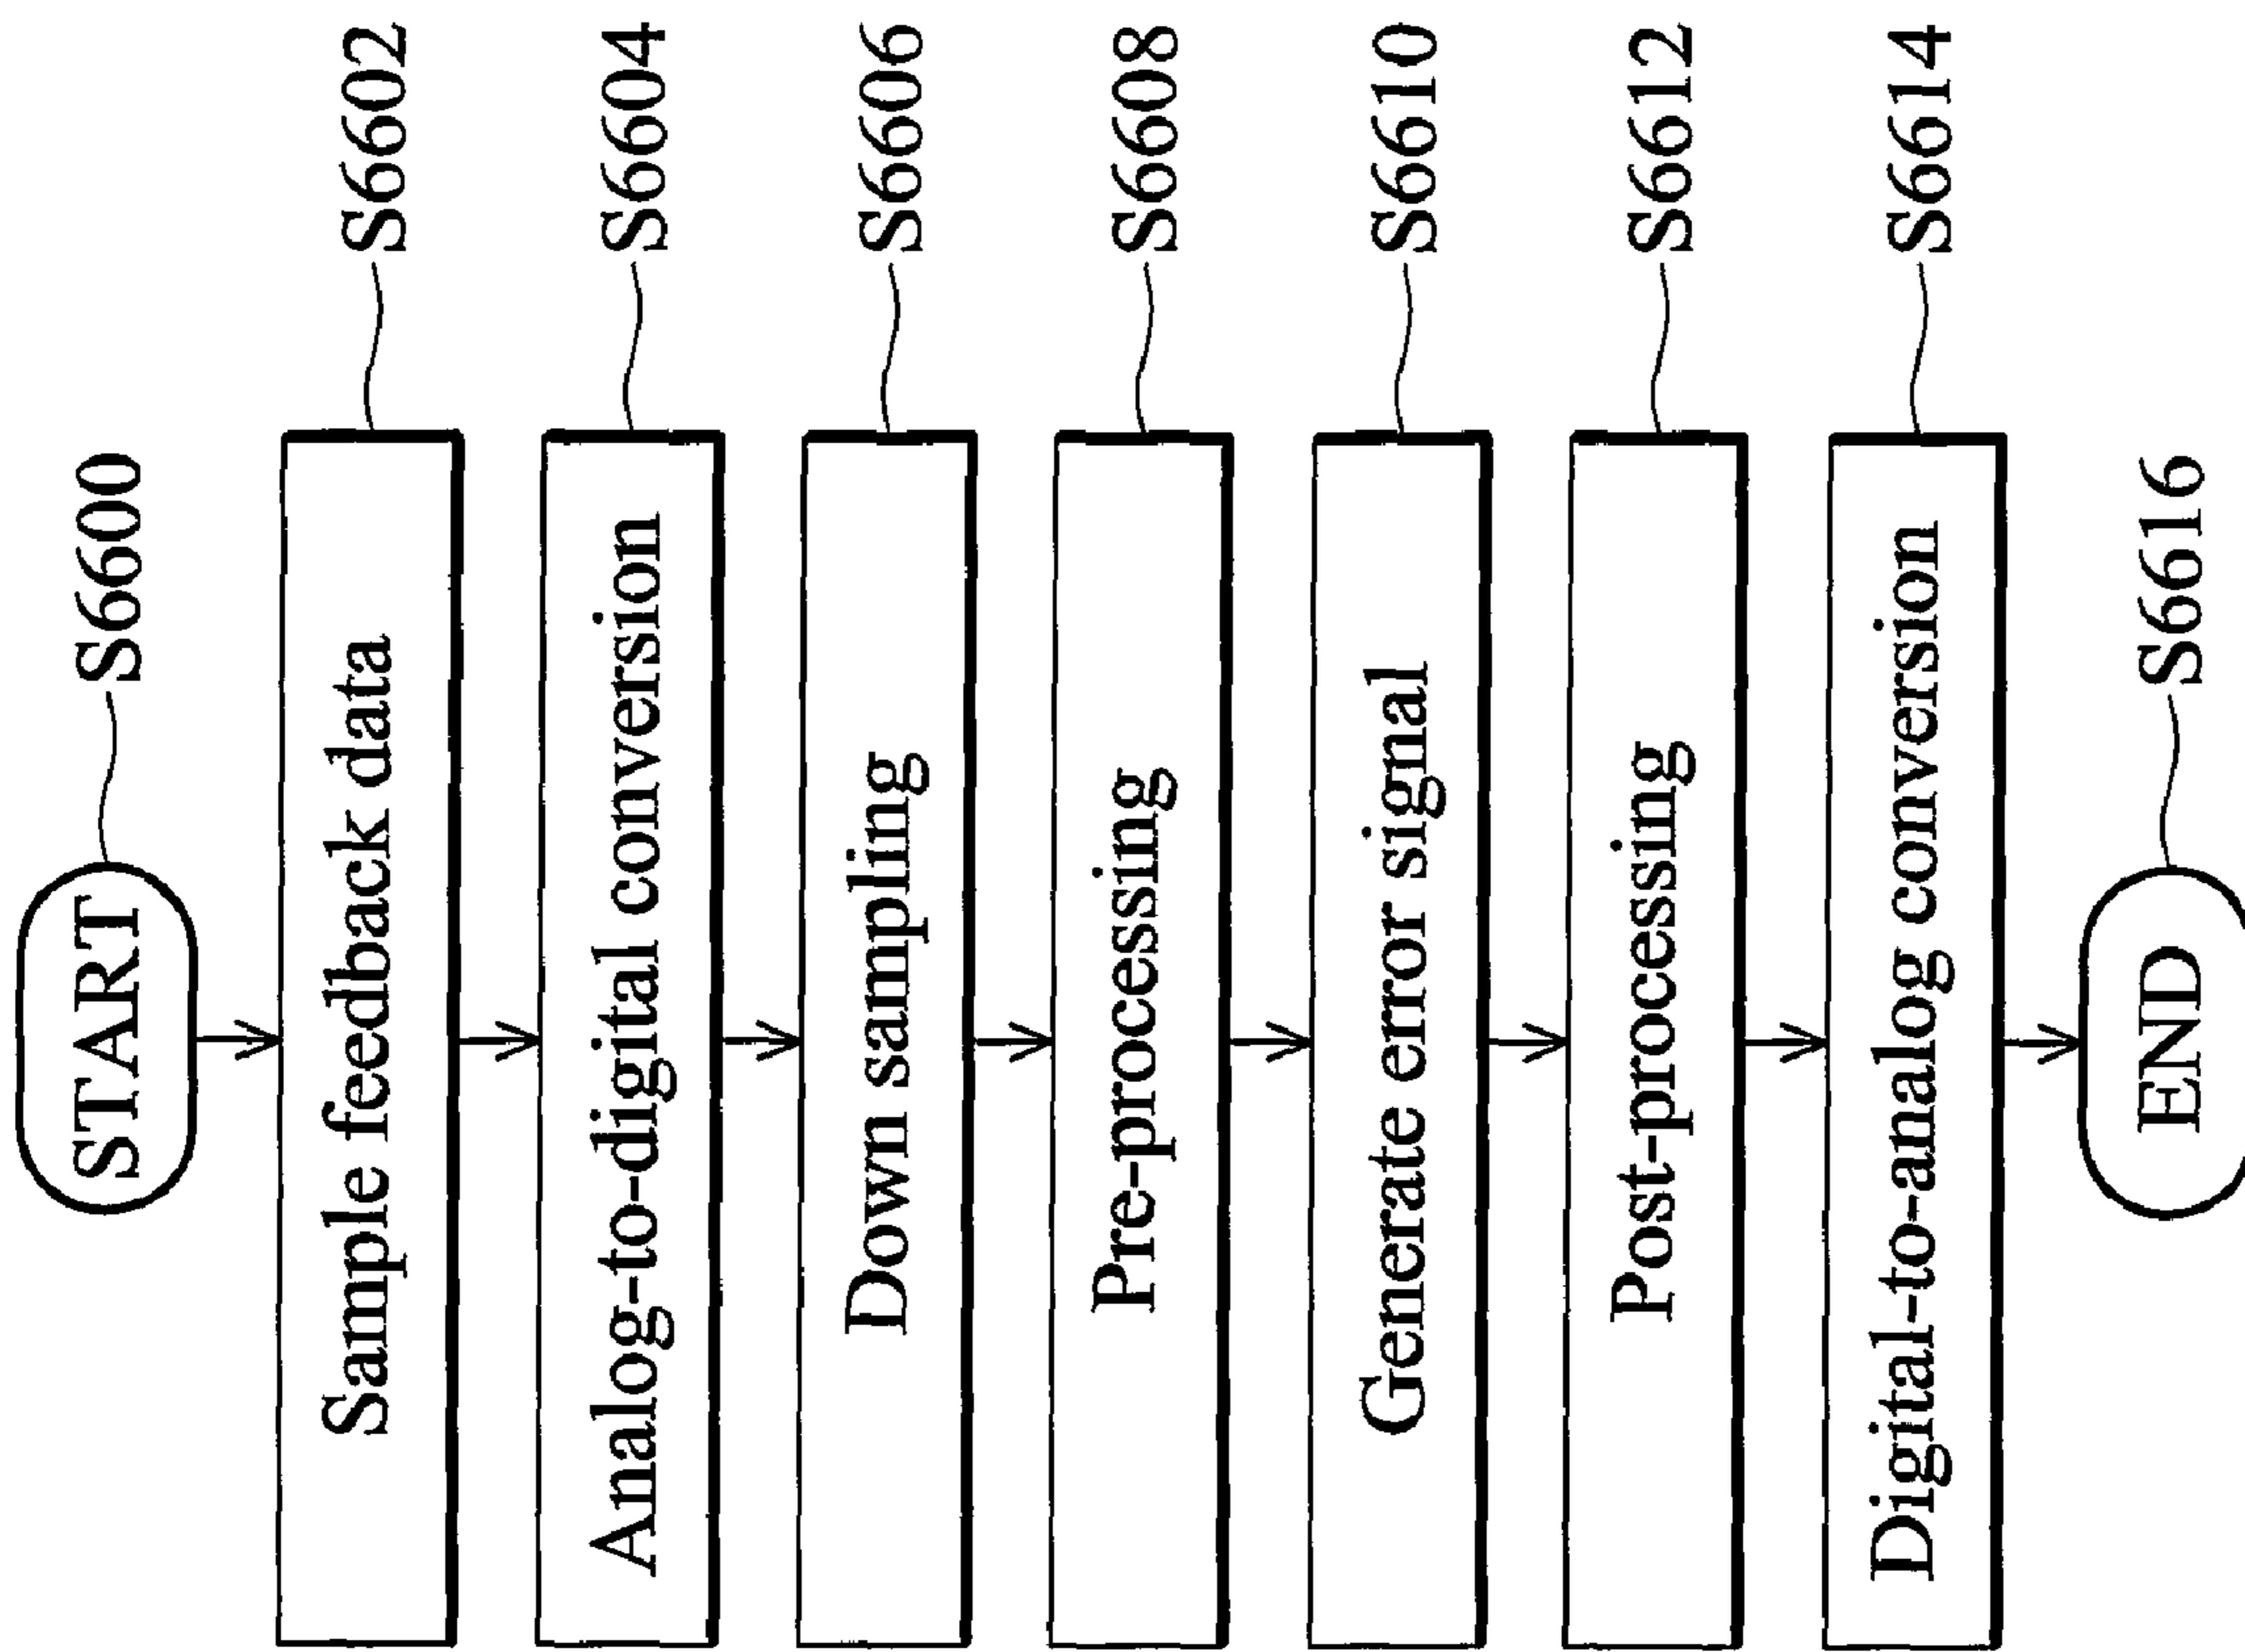 START
S6600
Sample feedback data
S6602
Analog-to-digital conversion
S6604
Down sampling
S6606
Pre-processing
S6608
Generate error signal
S6610
Post-processing
S6612
Digital-to-analog conversion
S6614
END
S6616